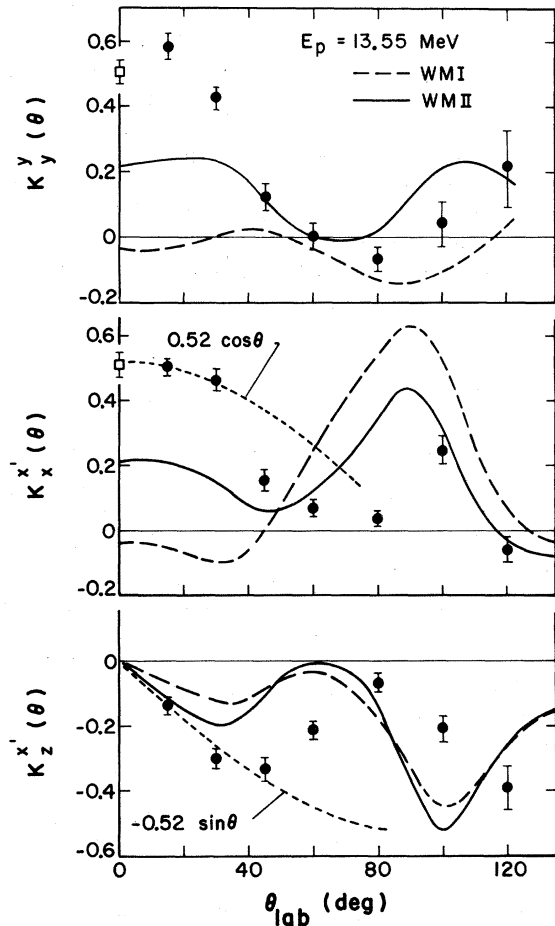 0.6
0.4
0.2
0
-0.2
K_y^y (θ)
E_p = 13.55 MeV
WM I
WM II
0.6
0.4
0.2
0
-0.2
K_x^x' (θ)
0.52 cosθ
0
-0.2
-0.4
-0.6
K_z^x' (θ)
-0.52 sinθ
0 40 80 120
θ_lab (deg)